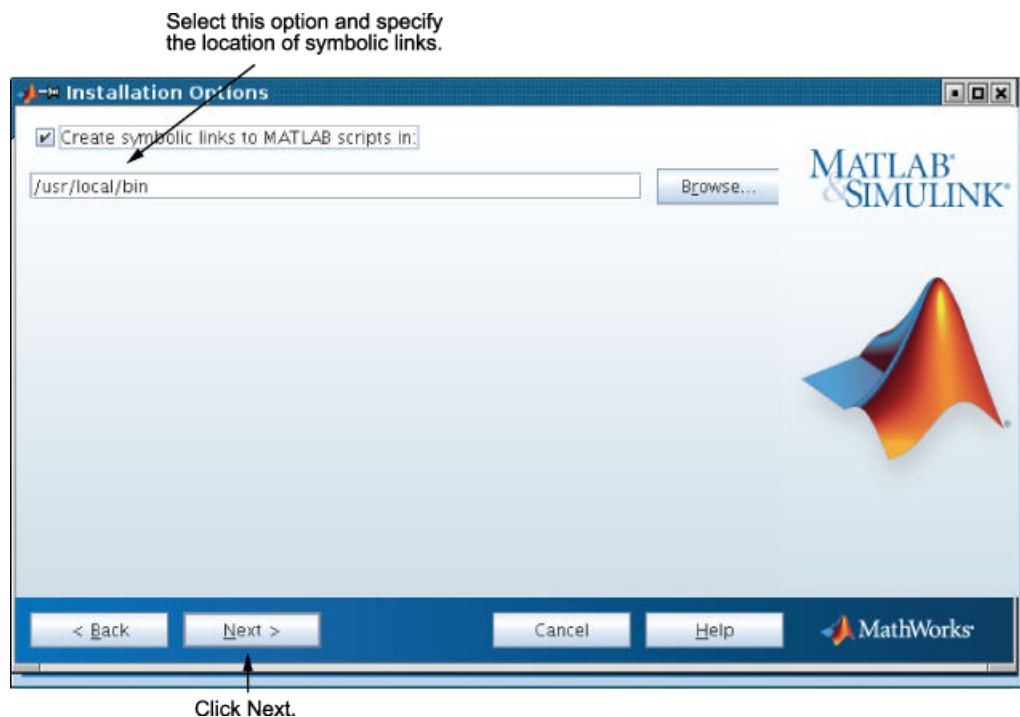 Select this option and specify
the location of symbolic links.
Installation Options
Create symbolic links to MATLAB scripts in:
/usr/local/bin
Browse...
MATLAB®
&SIMULINK®
®
< Back
Next >
Cancel
Help
MathWorks®
Click Next.